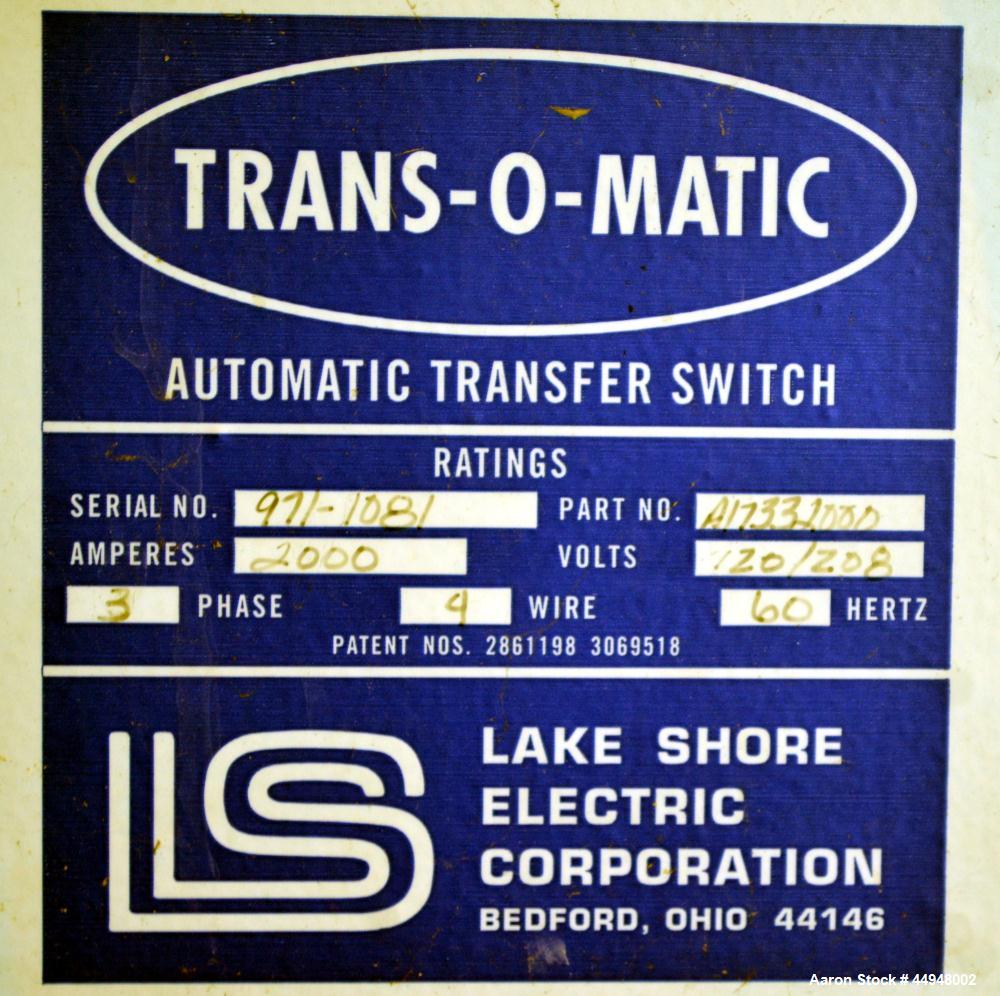 TRANS-O-MATIC
AUTOMATIC TRANSFER SWITCH
RATINGS
SERIAL NO. 971-1081 PART NO.
AMPERES 2000 VOLTS 120/208
3 PHASE 4 WIRE 60 HERTZ
PATENT NOS. 2861198 3069518
LS
LAKE SHORE
ELECTRIC
CORPORATION
BEDFORD, OHIO 44146
Aaron Stock # 44948002